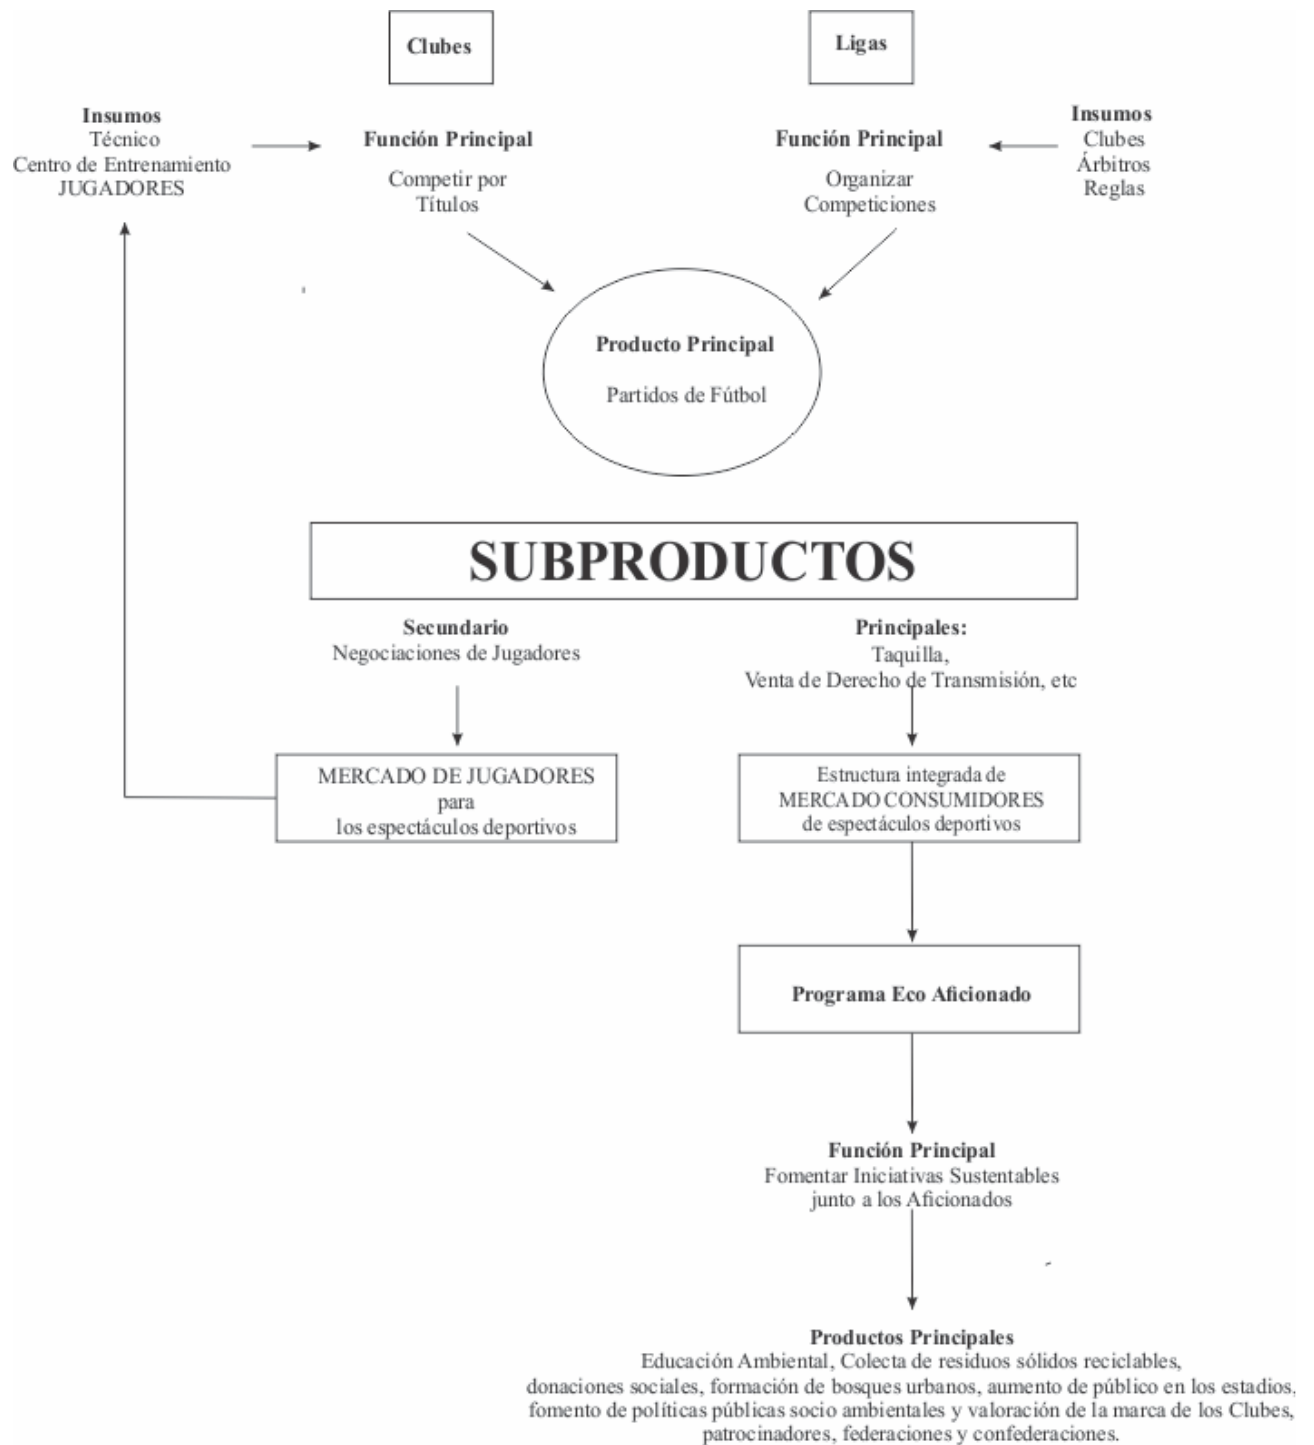 Clubes
Ligas
Insumos
Técnico
Centro de Entrenamiento
JUGADORES
Función Principal
Competir por
Títulos
Función Principal
Organizar
Competiciones
Insumos
Clubes
Árbitros
Reglas
Producto Principal
Partidos de Fútbol
SUBPRODUCTOS
Secundario
Negociaciones de Jugadores
Principales:
Taquilla,
Venta de Derecho de Transmisión, etc
MERCADO DE JUGADORES
para
los espectáculos deportivos
Estructura integrada de
MERCADO CONSUMIDORES
de espectáculos deportivos
Programa Eco Aficionado
Función Principal
Fomentar Iniciativas Sustentables
junto a los Aficionados
Productos Principales
Educación Ambiental, Colecta de residuos sólidos reciclables,
donaciones sociales, formación de bosques urbanos, aumento de público en los estadios,
fomento de políticas públicas socio ambientales y valoración de la marca de los Clubes,
patrocinadores, federaciones y confederaciones.